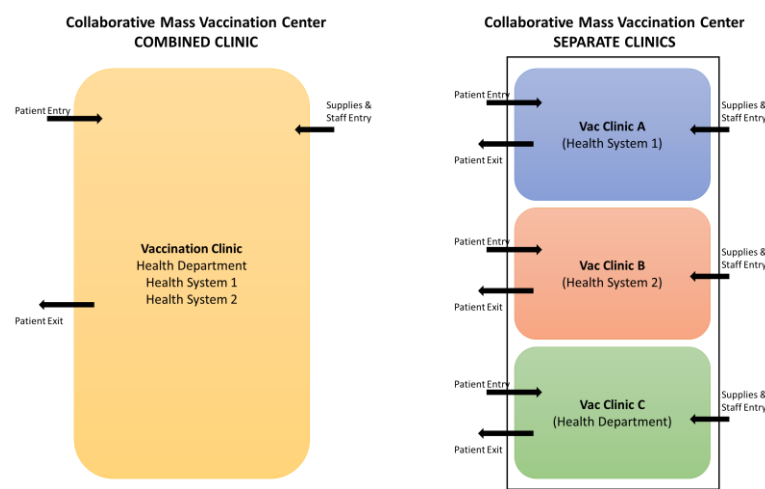 Collaborative Mass Vaccination Center
COMBINED CLINIC
Patient Entry
Supplies &
Staff Entry
Vaccination Clinic
Health Department
Health System 1
Health System 2
Patient Exit
Collaborative Mass Vaccination Center
SEPARATE CLINICS
Patient Entry
Supplies &
Staff Entry
Vac Clinic A
(Health System 1)
Patient Exit
Patient Entry
Supplies &
Staff Entry
Vac Clinic B
(Health System 2)
Patient Exit
Patient Entry
Supplies &
Staff Entry
Vac Clinic C
(Health Department)
Patient Exit